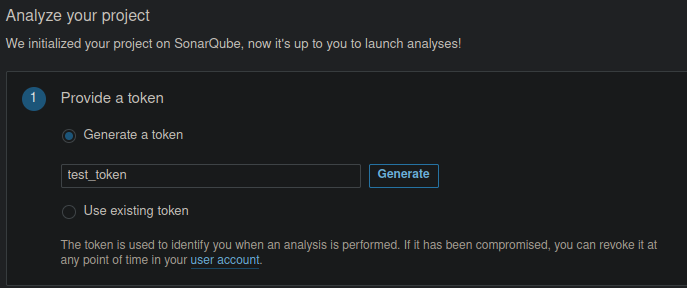 Analyze your project
We initialized your project on SonarQube, now it's up to you to launch analyses!
1 Provide a token
Generate a token
test_token Generate
Use existing token
The token is used to identify you when an analysis is performed. If it has been compromised, you can revoke it at
any point of time in your user account.